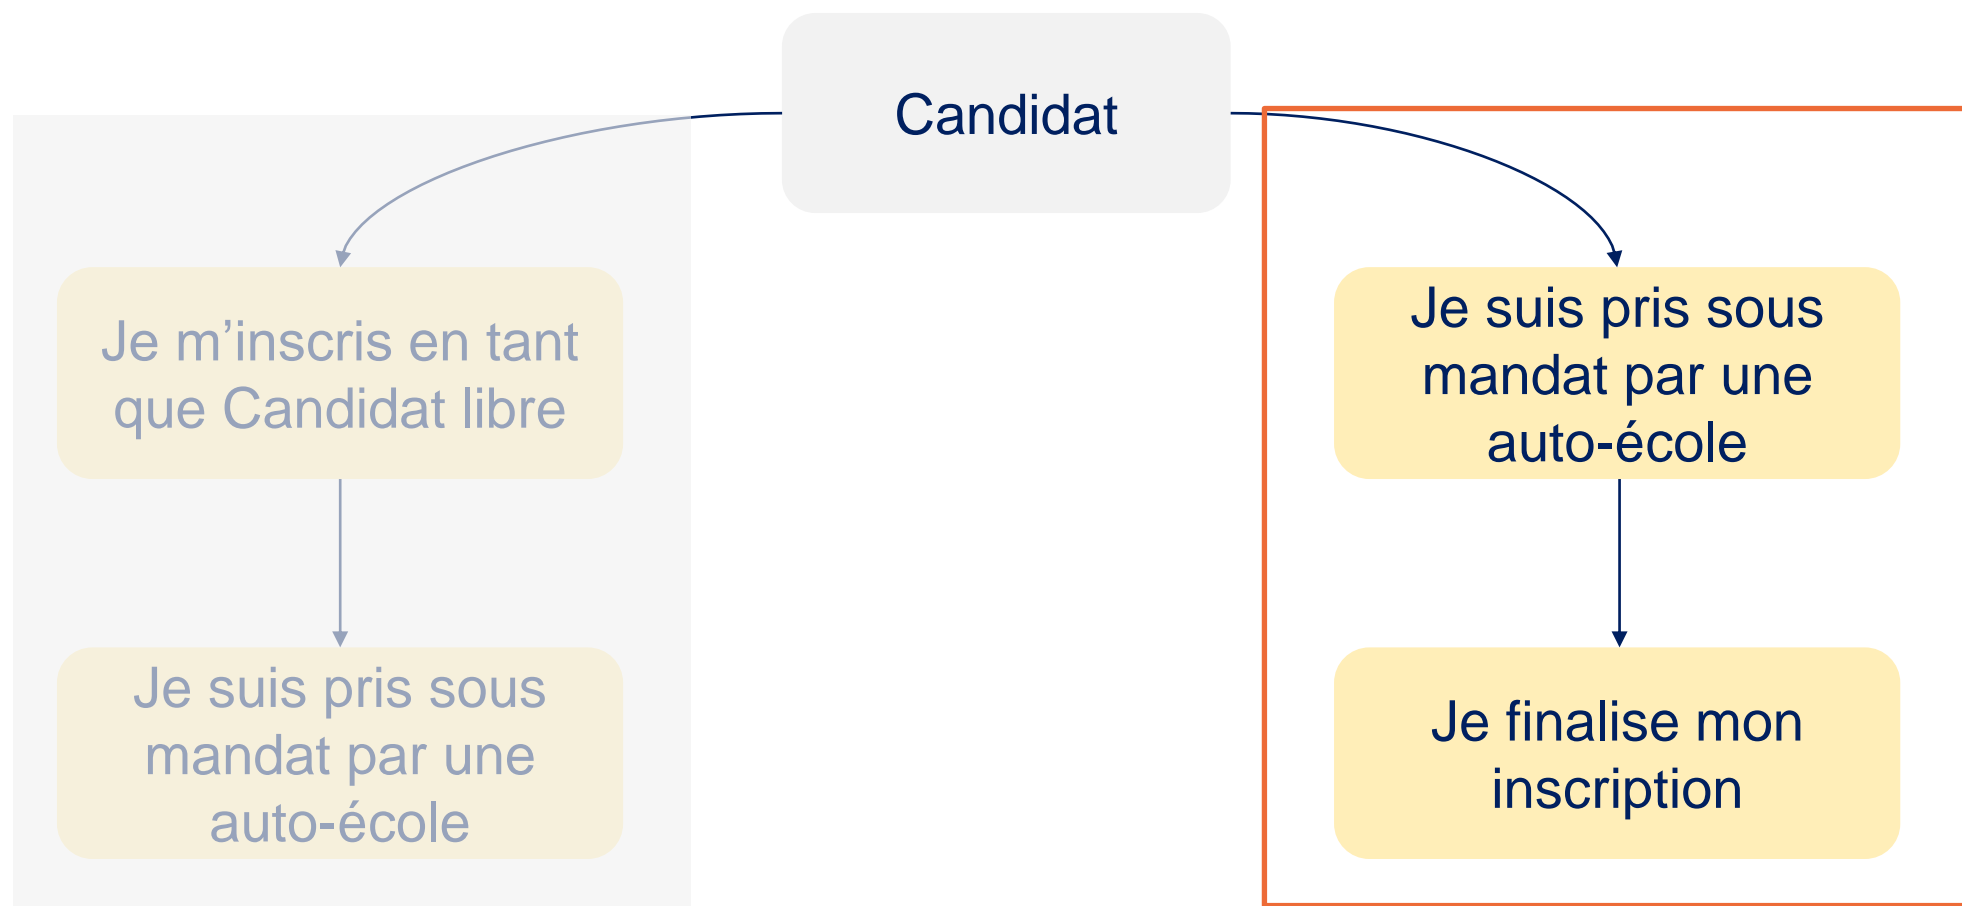 Candidat
Je m’inscris en tant
que Candidat libre
Je suis pris sous
mandat par une
auto-école
Je suis pris sous
mandat par une
auto-école
Je finalise mon
inscription